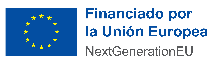 Financiado por
la Unión Europea
NextGenerationEU